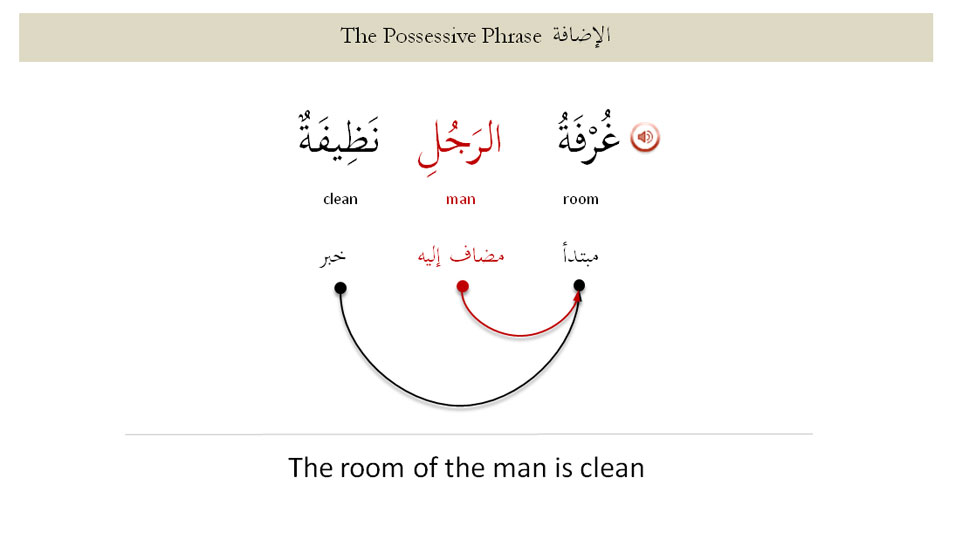 The Possessive Phrase الإضافة
غُرْفَةُ الرَجُلِ نَظِيفَةٌ
clean man room
مبتدأ مضاف إليه خبر
The room of the man is clean